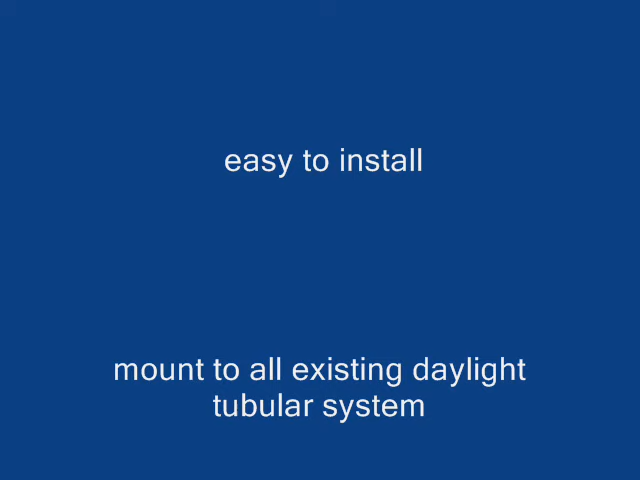 easy to install
mount to all existing daylight
tubular system